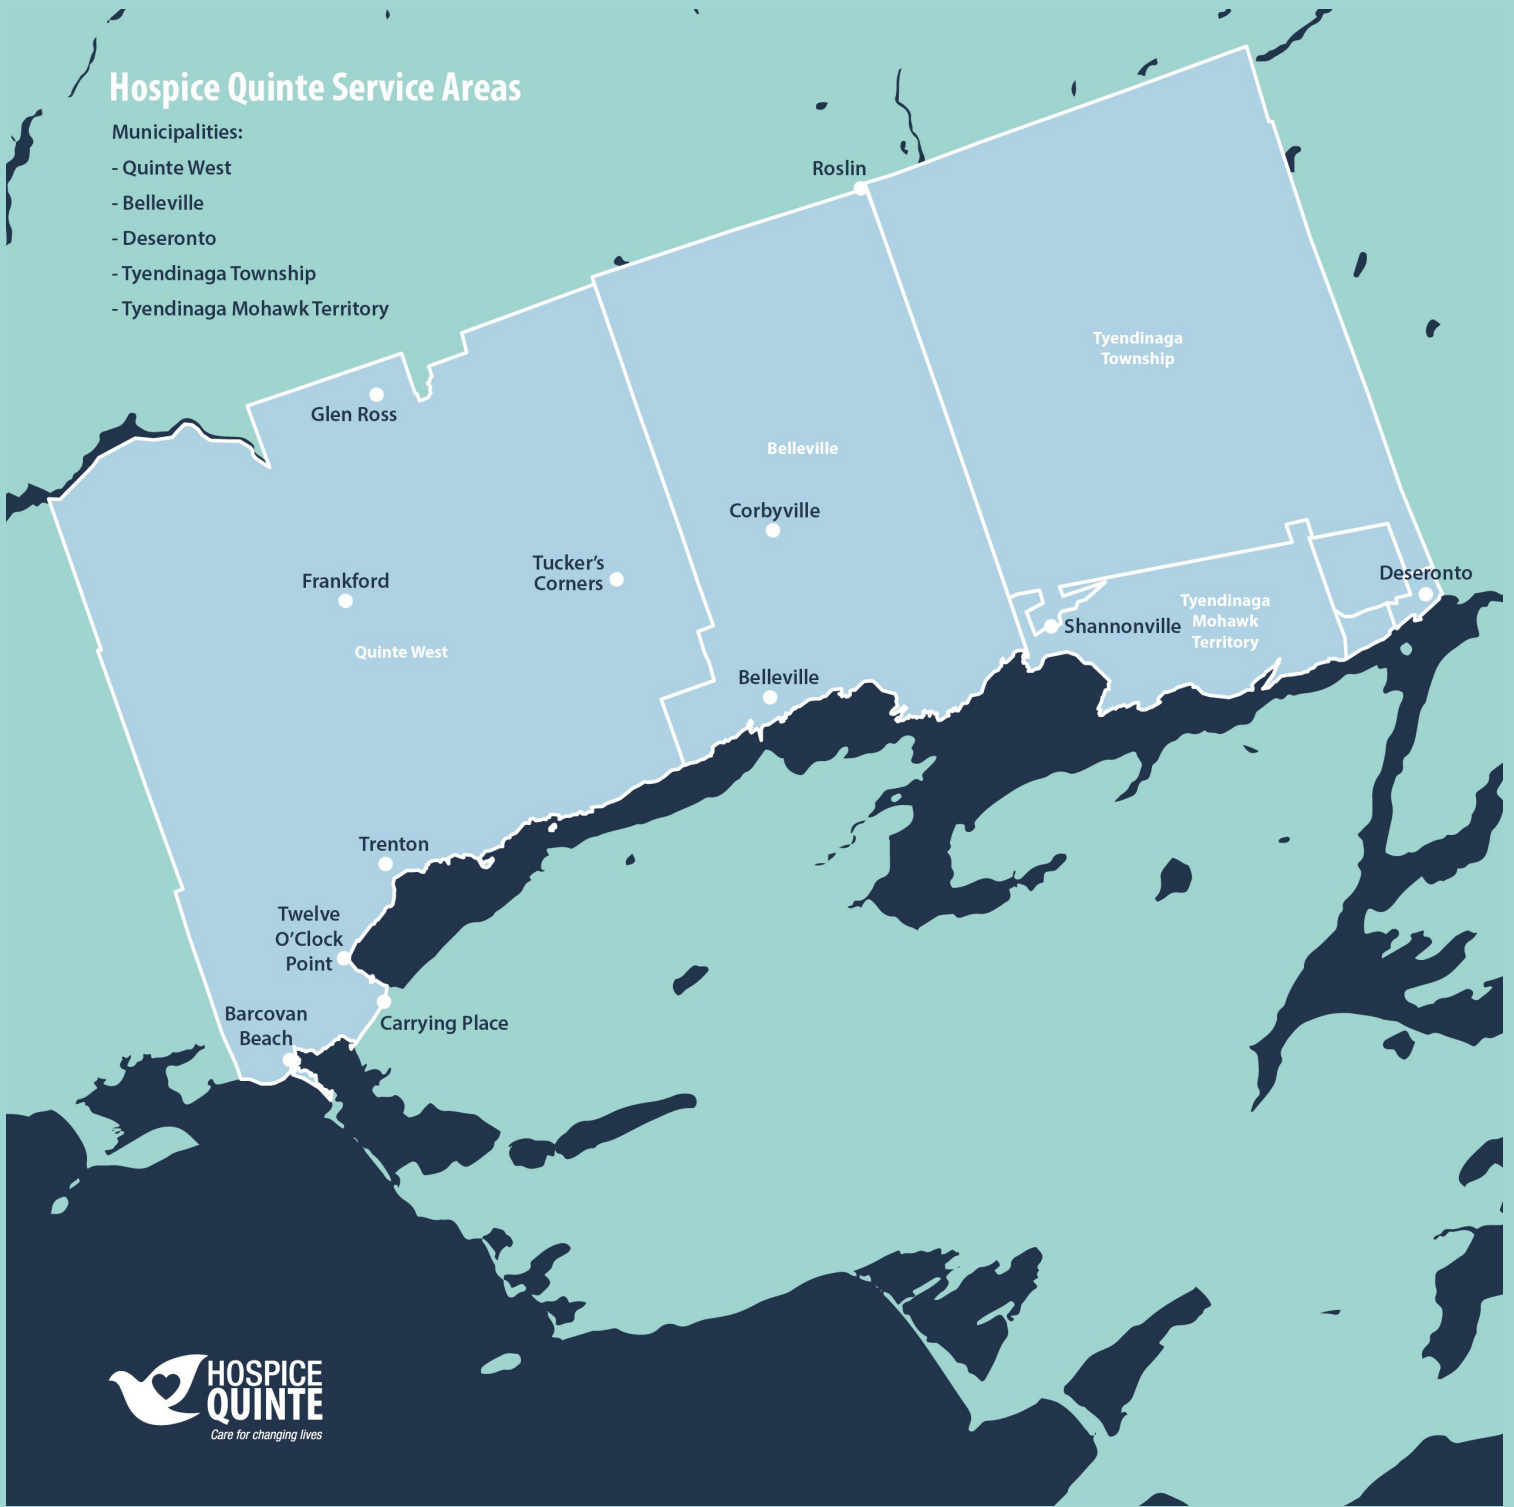 Hospice Quinte Service Areas
Municipalities:
- Quinte West
- Belleville
- Deseronto
- Tyendinaga Township
- Tyendinaga Mohawk Territory
Roslin
Tyendinaga
Township
Glen Ross
Belleville
Corbyville
Tucker's
Corners
Frankford
Quinte West
Deseronto
Tyendinaga
Mohawk
Territory
Shannonville
Belleville
Trenton
Twelve
O'Clock
Point
Barcovan
Beach
Carrying Place
HOSPICE
QUINTE
Care for changing lives